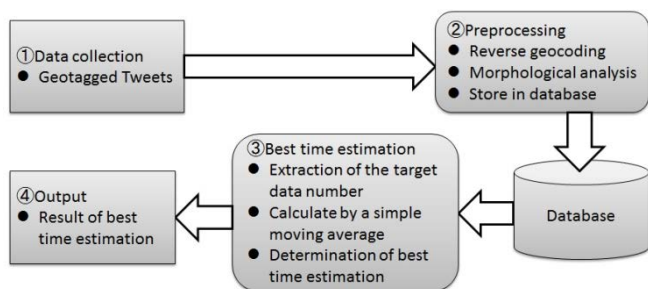 ①Data collection
● Geotagged Tweets
②Preprocessing
● Reverse geocoding
● Morphological analysis
● Store in database
Database
③Best time estimation
● Extraction of the target
data number
● Calculate by a simple
moving average
● Determination of best
time estimation
④Output
● Result of best
time estimation